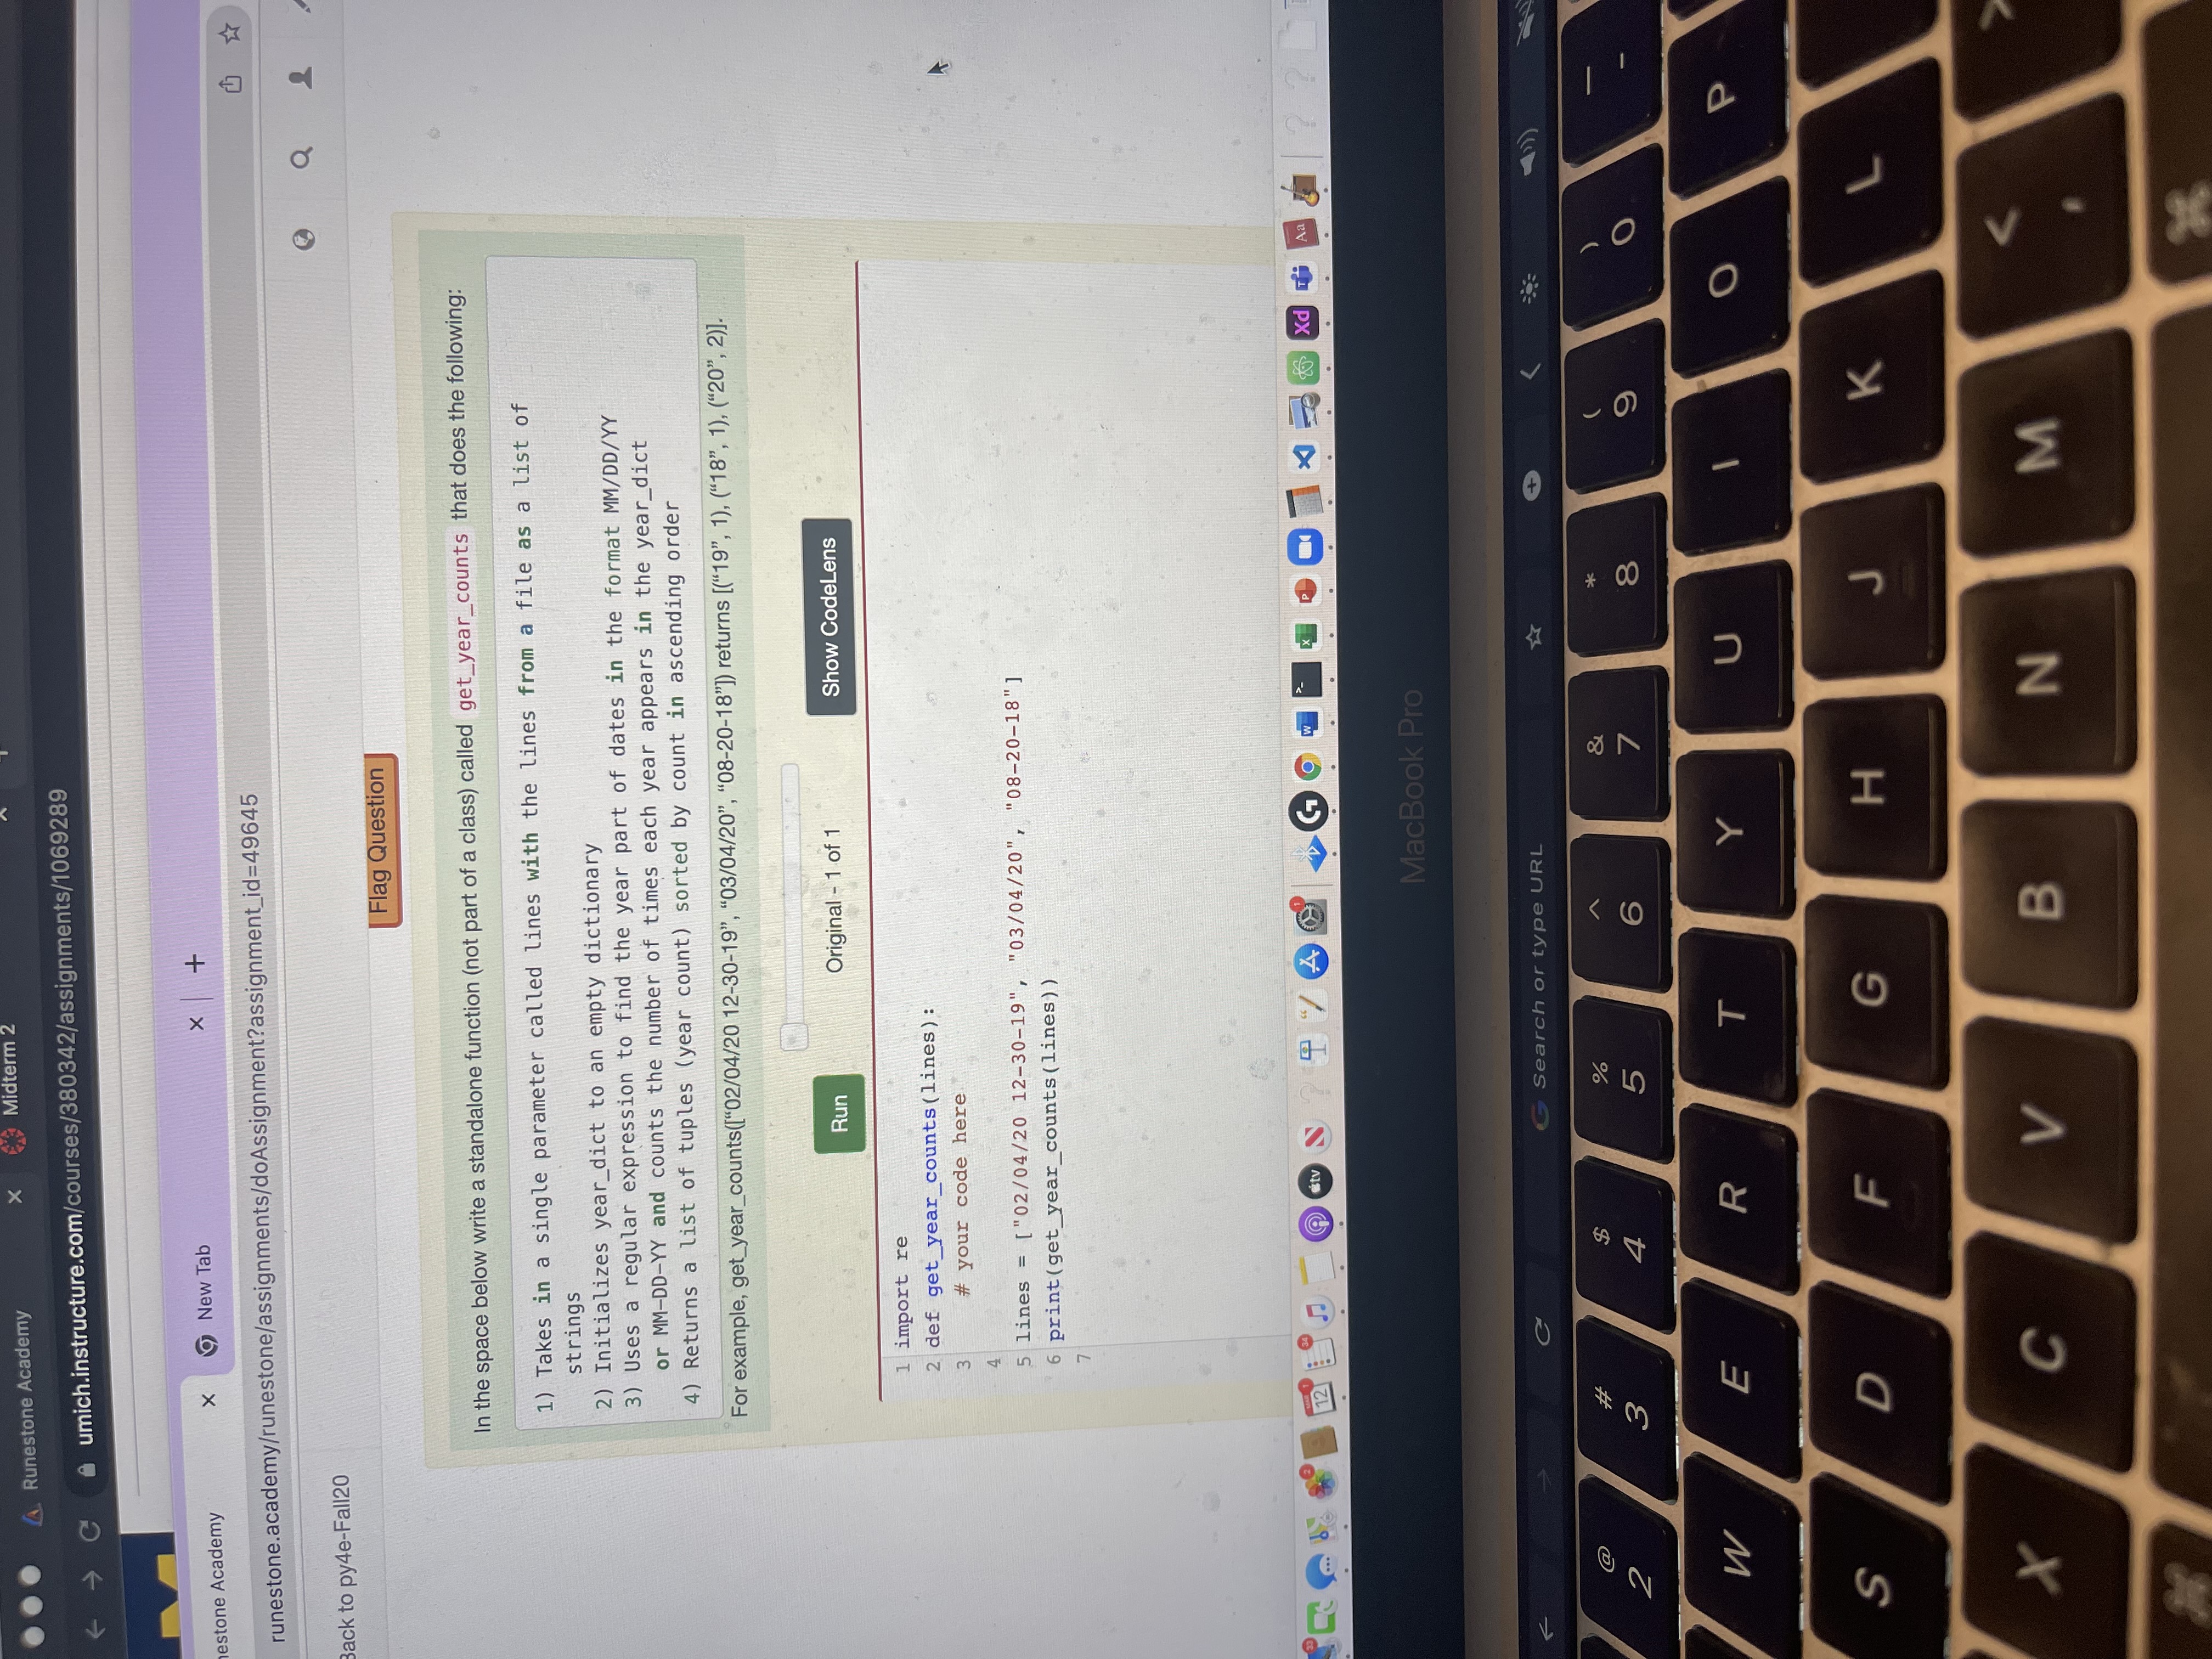 Runestone Academy
Midterm 2
umich.instructure.com/courses/380342/assignments/1069289
nestone Academy
New Tab
runestone.academy/runestone/assignments/doAssignment?assignment_id=49645
Back to py4e-Fall20
Flag Question
In the space below write a standalone function (not part of a class) called get_year_counts that does the following:
1) Takes in a single parameter called lines with the lines from a file as a list of
strings
2) Initializes year_dict to an empty dictionary
3) Uses a regular expression to find the year part of dates in the format MM/DD/YY
or MM-DD-YY and counts the number of times each year appears in the year_dict
4) Returns a list of tuples (year count) sorted by count in ascending order
For example, get_year_counts([“02/04/20 12-30-19”, “03/04/20”, “08-20-18”]) returns [(“19”, 1), (“18”, 1), (“20”, 2)].
Run
Original - 1 of 1
Show CodeLens
1 import re
2 def get_year_counts(lines):
3 # your code here
4
5 lines = ["02/04/20 12-30-19", "03/04/20", "08-20-18"]
6 print(get_year_counts(lines))
7
33
2
MAR 1
12
34
tv
1
W
X
P
Xd
T
Aa
MacBook Pro
G Search or type URL
@ # $ % ^ & * ( ) —
2 3 4 5 6 7 8 9 0 -
W E R T Y U I O P
S D F G H J K L
X C V B N M < >
,